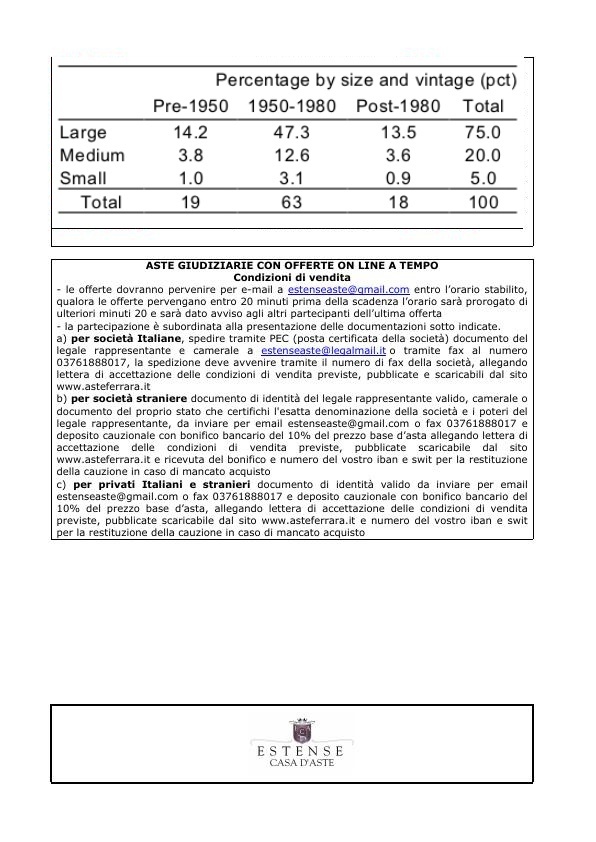 Percentage by size and vintage (pct)
Pre-1950 1950-1980 Post-1980 Total
Large 14.2 47.3 13.5 75.0
Medium 3.8 12.6 3.6 20.0
Small 1.0 3.1 0.9 5.0
Total 19 63 18 100
ASTE GIUDIZIARIE CON OFFERTE ON LINE A TEMPO
Condizioni di vendita
- le offerte dovranno pervenire per e-mail a estenseaste@gmail.com entro l’orario stabilito,
qualora le offerte pervengano entro 20 minuti prima della scadenza l’orario sarà prorogato di
ulteriori minuti 20 e sarà dato avviso agli altri partecipanti dell’ultima offerta
- la partecipazione è subordinata alla presentazione delle documentazioni sotto indicate.
a) per società Italiane, spedire tramite PEC (posta certificata della società) documento del
legale rappresentante e camerale a estenseaste@legalmail.it o tramite fax al numero
03761888017, la spedizione deve avvenire tramite il numero di fax della società, allegando
lettera di accettazione delle condizioni di vendita previste, pubblicate e scaricabili dal sito
www.asteferrara.it
b) per società straniere documento di identità del legale rappresentante valido, camerale o
documento del proprio stato che certifichi l'esatta denominazione della società e i poteri del
legale rappresentante, da inviare per email estenseaste@gmail.com o fax 03761888017 e
deposito cauzionale con bonifico bancario del 10% del prezzo base d’asta allegando lettera di
accettazione delle condizioni di vendita previste, pubblicate scaricabile dal sito
www.asteferrara.it e ricevuta del bonifico e numero del vostro iban e swit per la restituzione
della cauzione in caso di mancato acquisto
c) per privati Italiani e stranieri documento di identità valido da inviare per email
estenseaste@gmail.com o fax 03761888017 e deposito cauzionale con bonifico bancario del
10% del prezzo base d’asta, allegando lettera di accettazione delle condizioni di vendita
previste, pubblicate scaricabile dal sito www.asteferrara.it e numero del vostro iban e swit
per la restituzione della cauzione in caso di mancato acquisto
ESTENSE
CASA D'ASTE